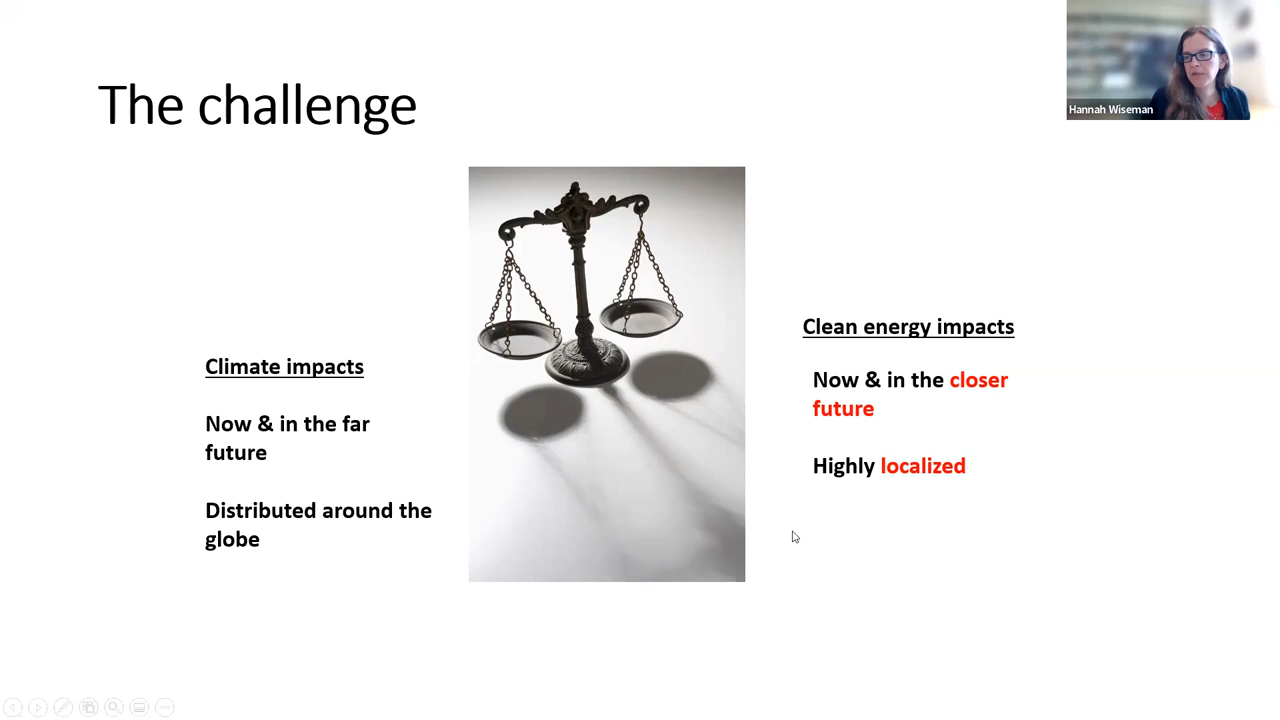 The challenge
Hannah Wiseman
Climate impacts
Now & in the far
future
Distributed around the
globe
Clean energy impacts
Now & in the closer
future
Highly localized